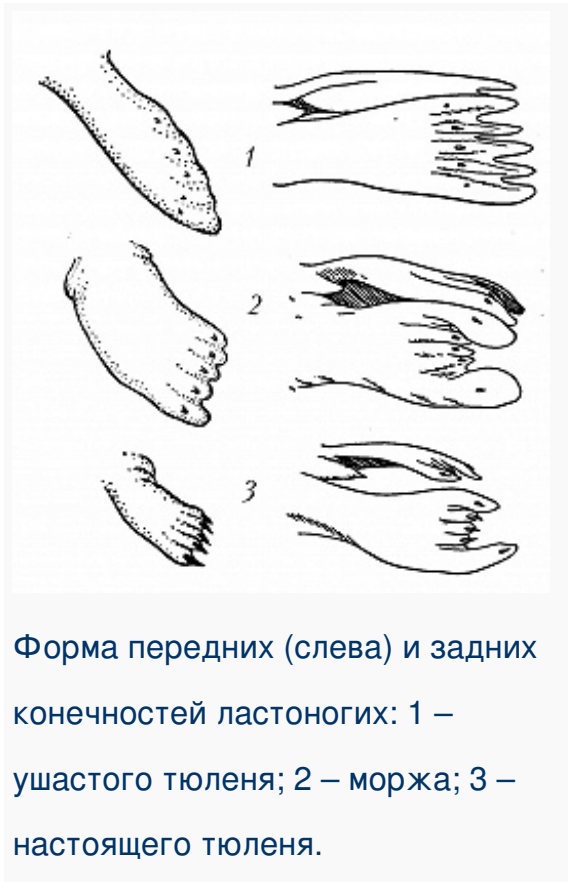 1
2
3
Форма передних (слева) и задних
конечностей ластоногих: 1 –
ушастого тюленя; 2 – моржа; 3 –
настоящего тюленя.